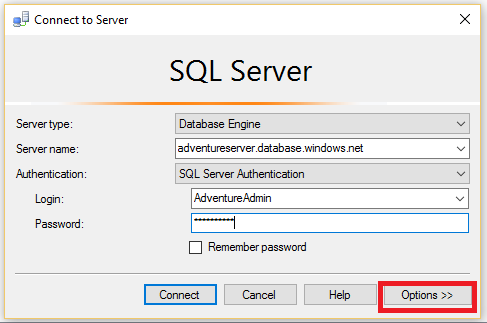 Connect to Server
SQL Server
Server type: Database Engine
Server name: adventureserver.database.windows.net
Authentication: SQL Server Authentication
Login: AdventureAdmin
Password: **********
Remember password
Connect Cancel Help Options >>